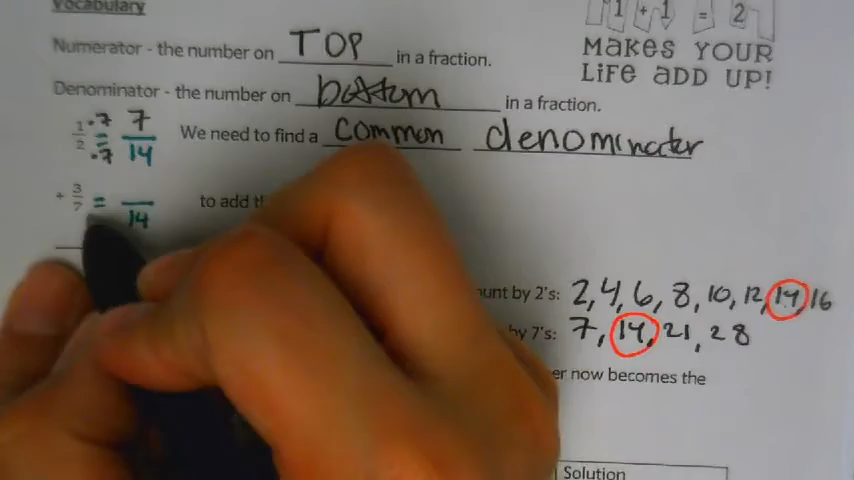 Vocabulary
1 + 1 = 2
MAKES YOUR
LIFE ADD UP!
Numerator - the number on TOP in a fraction.
Denominator - the number on bottom in a fraction.
1/2 •7 = •7 7/14 We need to find a common denominator
+ 3/7 = /14 to add th
unt by 2's: 2, 4, 6, 8, 10, 12, 14, 16
by 7's: 7, 14, 21, 28
er now becomes the
Solution